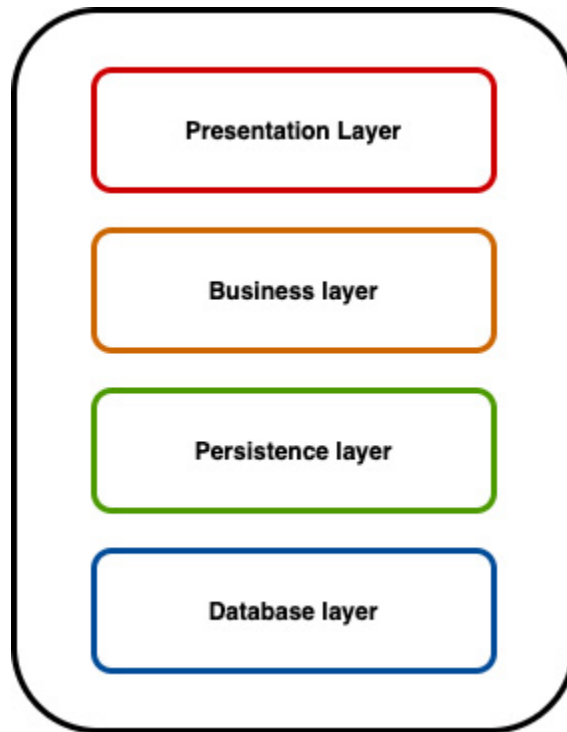 Presentation Layer
Business layer
Persistence layer
Database layer